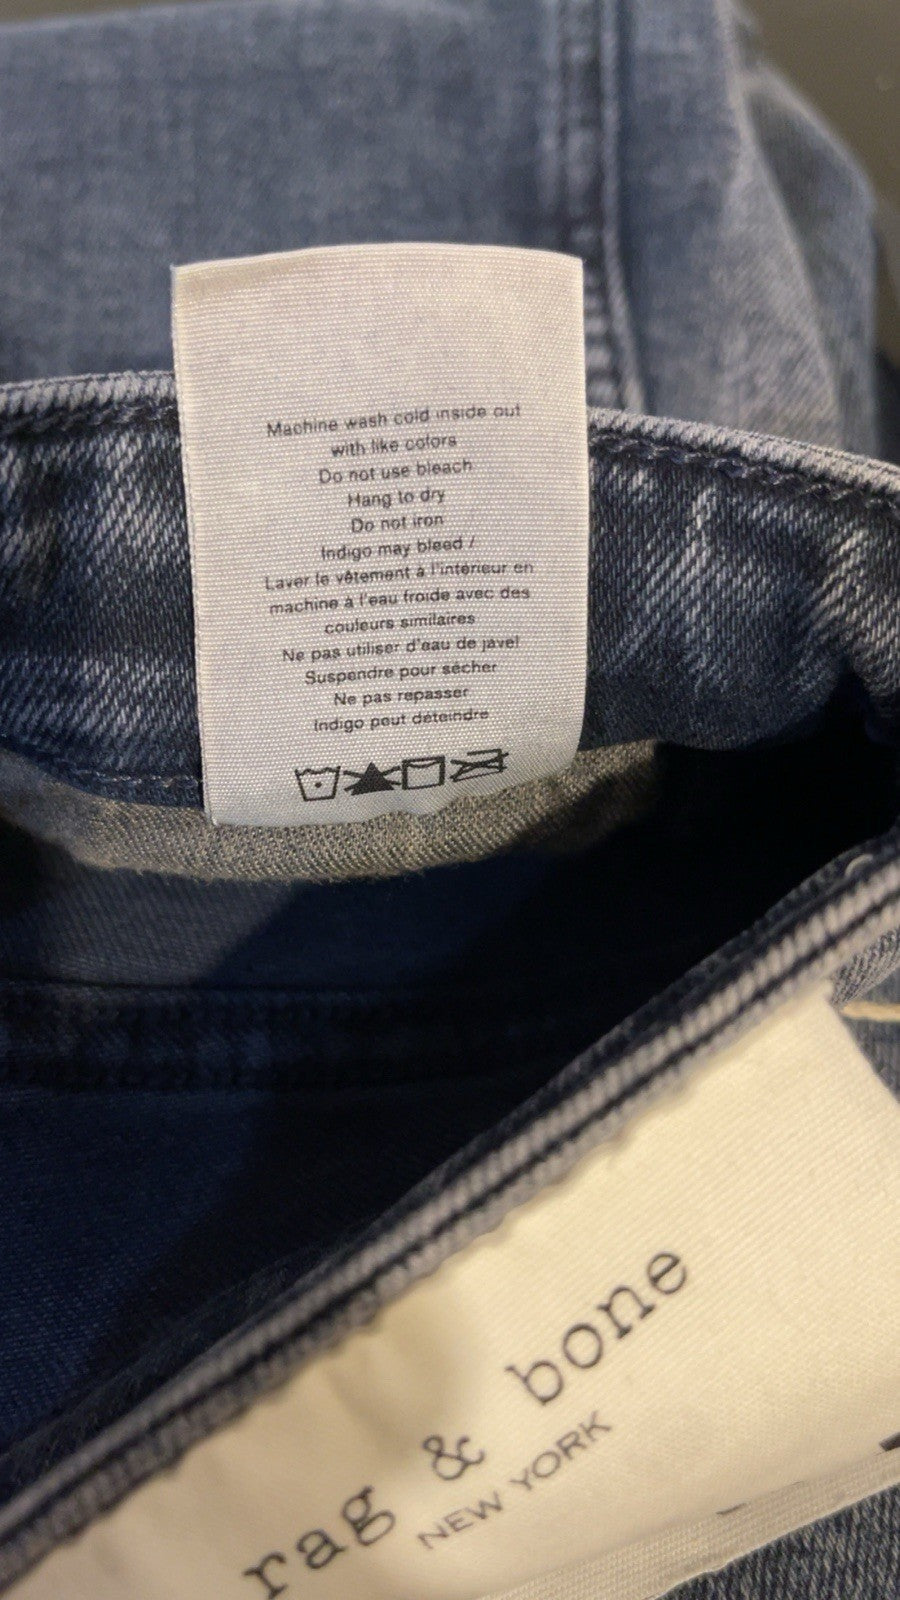 Machine wash cold inside out
with like colors
Do not use bleach
Hang to dry
Do not iron
Indigo may bleed /
Laver le vêtement à l'intérieur en
machine à l'eau froide avec des
couleurs similaires
Ne pas utiliser d'eau de javel
Suspendre pour sécher
Ne pas repasser
Indigo peut déteindre
rag & bone
NEW YORK